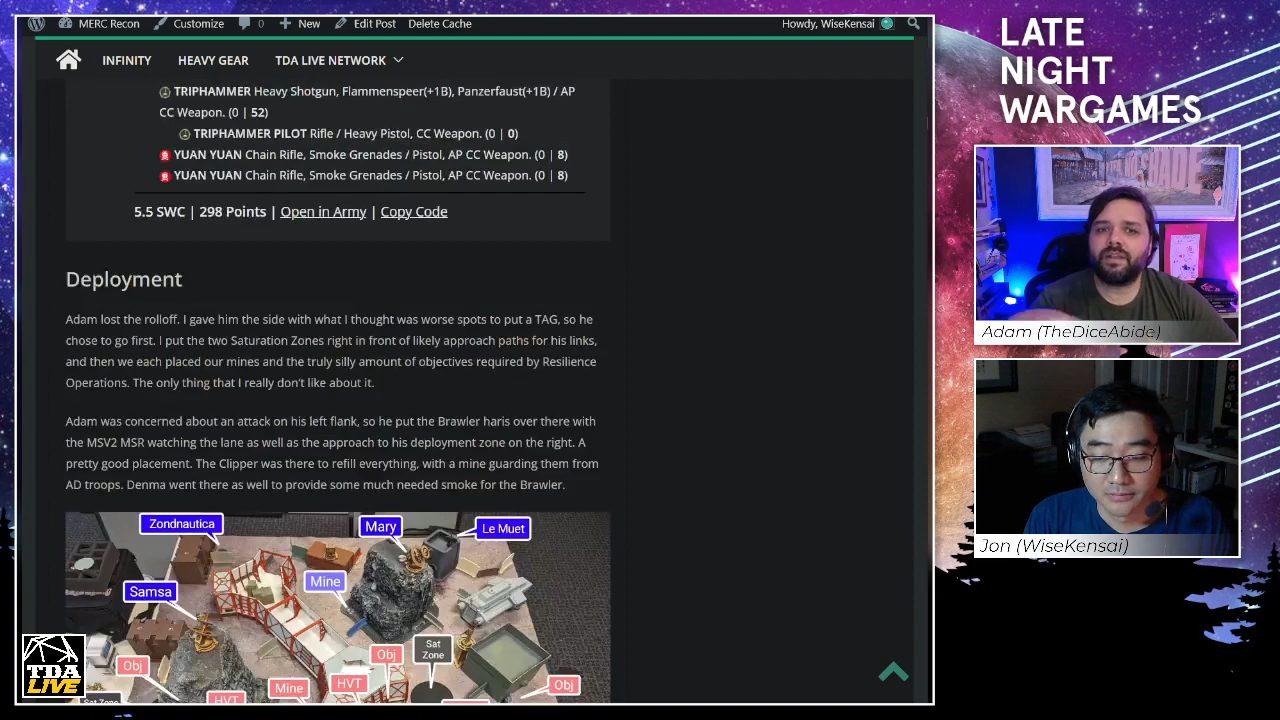 MERC Recon
Customize
0
New
Edit Post
Delete Cache
Howdy, WiseKensai
INFINITY
HEAVY GEAR
TDA LIVE NETWORK
TRIPHAMMER Heavy Shotgun, Flammenspeer(+1B), Panzerfaust(+1B) / AP
CC Weapon. (0 | 52)
TRIPHAMMER PILOT Rifle / Heavy Pistol, CC Weapon. (0 | 0)
YUAN YUAN Chain Rifle, Smoke Grenades / Pistol, AP CC Weapon. (0 | 8)
YUAN YUAN Chain Rifle, Smoke Grenades / Pistol, AP CC Weapon. (0 | 8)
5.5 SWC | 298 Points | Open in Army | Copy Code
Deployment
Adam lost the rolloff. I gave him the side with what I thought was worse spots to put a TAG, so he
chose to go first. I put the two Saturation Zones right in front of likely approach paths for his links,
and then we each placed our mines and the truly silly amount of objectives required by Resilience
Operations. The only thing that I really don't like about it.
Adam was concerned about an attack on his left flank, so he put the Brawler haris over there with
the MSV2 MSR watching the lane as well as the approach to his deployment zone on the right. A
pretty good placement. The Clipper was there to refill everything, with a mine guarding them from
AD troops. Denma went there as well to provide some much needed smoke for the Brawler.
Zondnautica
Mary
Le Muet
Mine
Samsa
Sat
Zone
Obj
Obj
HVT
Obj
Mine
HVT
Sat Zone
TDA
LIVE
LATE
NIGHT
WARGAMES
Adam (TheDiceAbide)
Jon (WiseKensai)